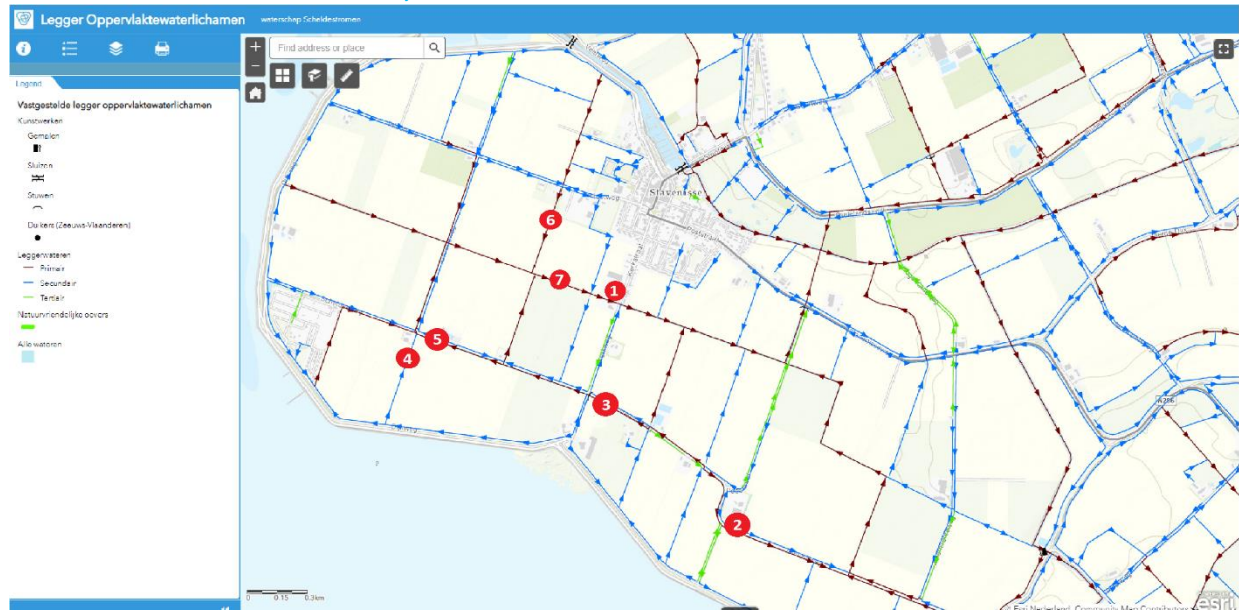 Legger Oppervlaktewaterlichamen
waterschap Scheldestromen
Find address or place
Legend
Vastgestelde legger oppervlaktewaterlichamen
Kunstwerken
Gemalen
Sluizen
Stuwen
Duikers (Zeeuws-Vlaanderen)
Leggerwateren
Primair
Secundair
Tertiair
Natuurvriendelijke oevers
Alle wateren
Stavenisse
6
7
1
5
4
3
2
0 0.15 0.3km
Esri Nederland, Community Map Contributors
esri